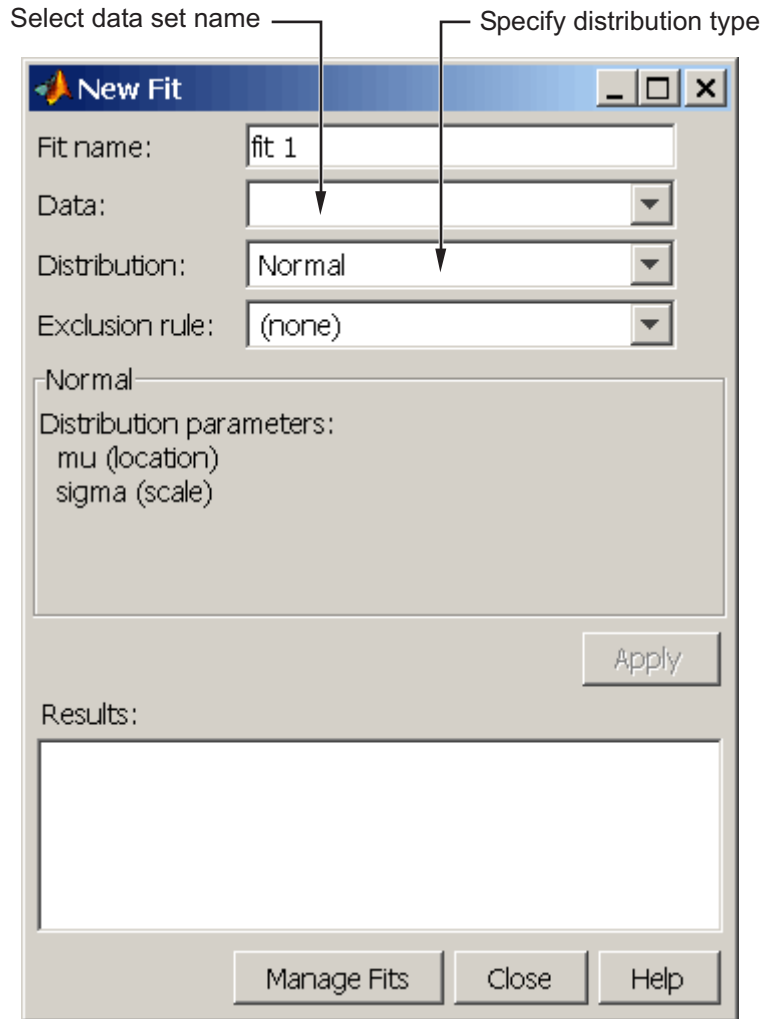 Select data set name
Specify distribution type
New Fit
Fit name: fit 1
Data:
Distribution: Normal
Exclusion rule: (none)
Normal
Distribution parameters:
mu (location)
sigma (scale)
Apply
Results:
Manage Fits Close Help